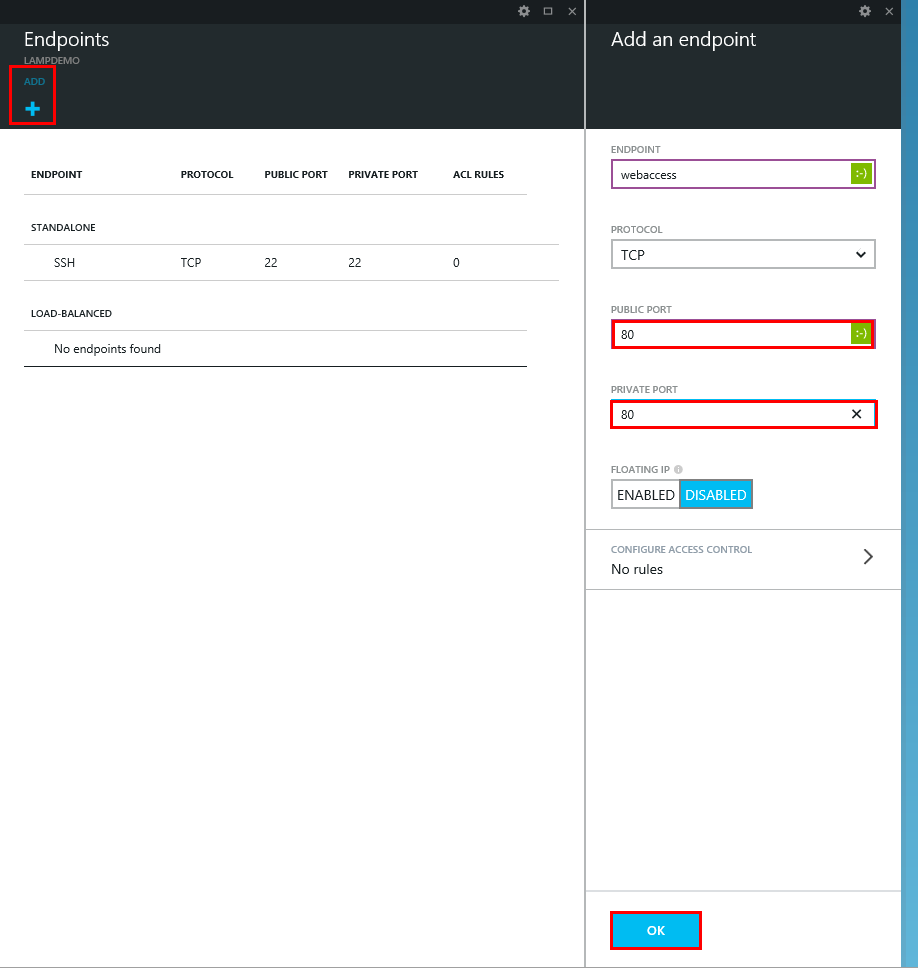 Endpoints
LAMPDEMO
ADD
ENDPOINT PROTOCOL PUBLIC PORT PRIVATE PORT ACL RULES
STANDALONE
SSH TCP 22 22 0
LOAD-BALANCED
No endpoints found
Add an endpoint
ENDPOINT
webaccess :-)
PROTOCOL
TCP
PUBLIC PORT
80 :-)
PRIVATE PORT
80
FLOATING IP
ENABLED DISABLED
CONFIGURE ACCESS CONTROL
No rules
OK